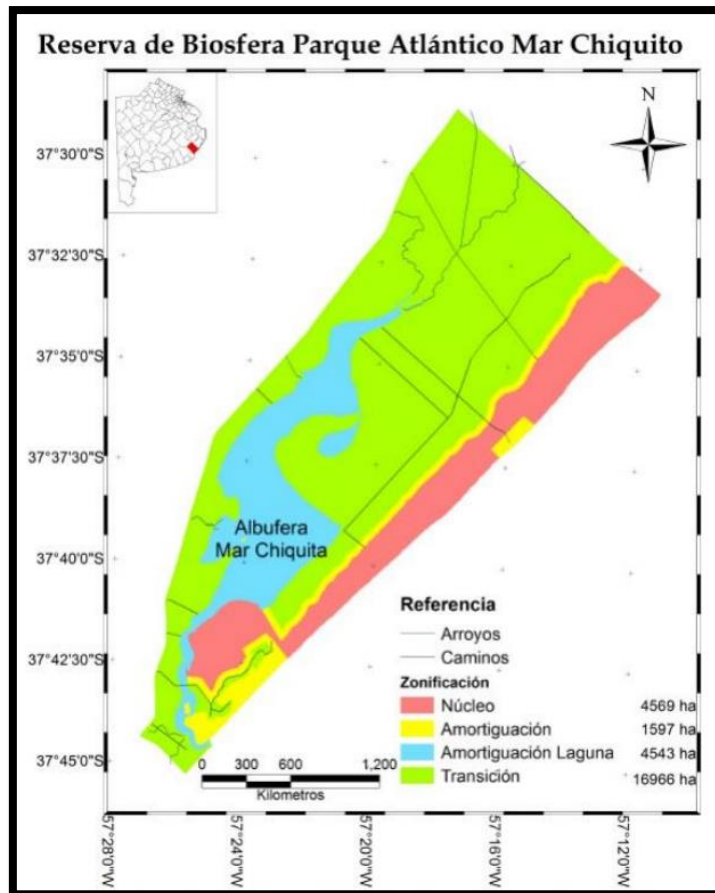 Reserva de Biosfera Parque Atlántico Mar Chiquito
N
37°30'0"S
37°32'30"S
37°35'0"S
37°37'30"S
37°40'0"S
37°42'30"S
37°45'0"S
Albufera
Mar Chiquita
Referencia
Arroyos
Caminos
Zonificación
Núcleo 4569 ha
Amortiguación 1597 ha
Amortiguación Laguna 4543 ha
Transición 16966 ha
0 300 600 1,200
Kilometros
57°28'0"W
57°24'0"W
57°20'0"W
57°16'0"W
57°12'0"W